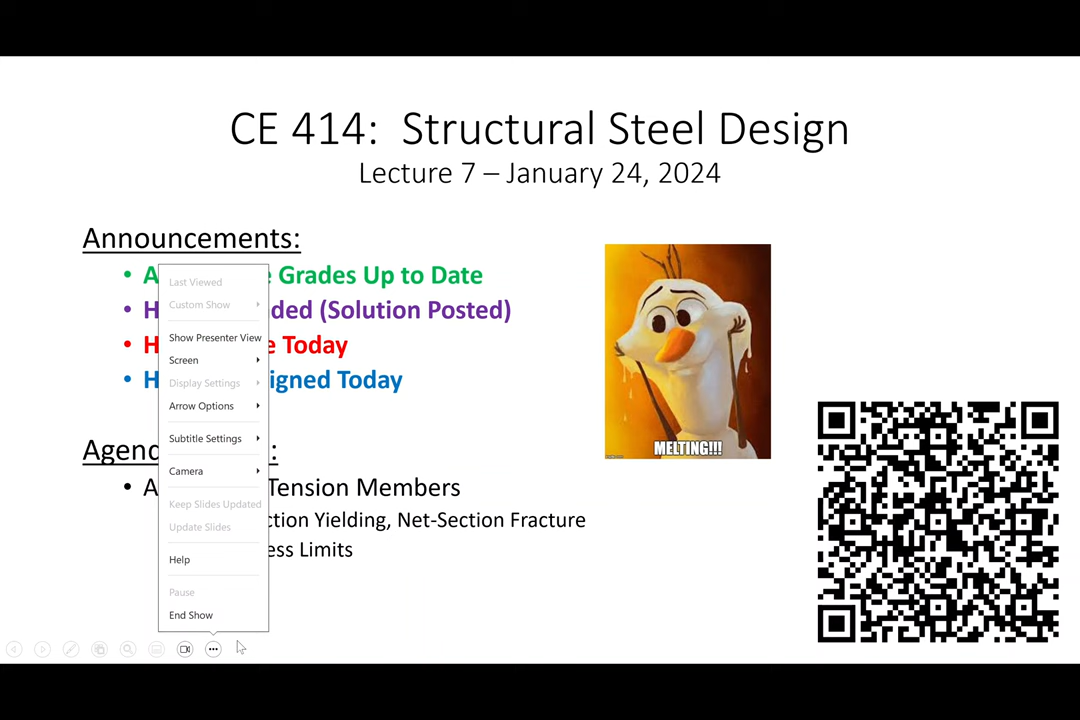 CE 414: Structural Steel Design
Lecture 7 – January 24, 2024
Announcements:
• A Grades Up to Date
• H ded (Solution Posted)
• H Today
• H igned Today
Agen :
• A Tension Members
ction Yielding, Net-Section Fracture
ess Limits
Last Viewed
Custom Show
Show Presenter View
Screen
Display Settings
Arrow Options
Subtitle Settings
Camera
Keep Slides Updated
Update Slides
Help
Pause
End Show
MELTING!!!